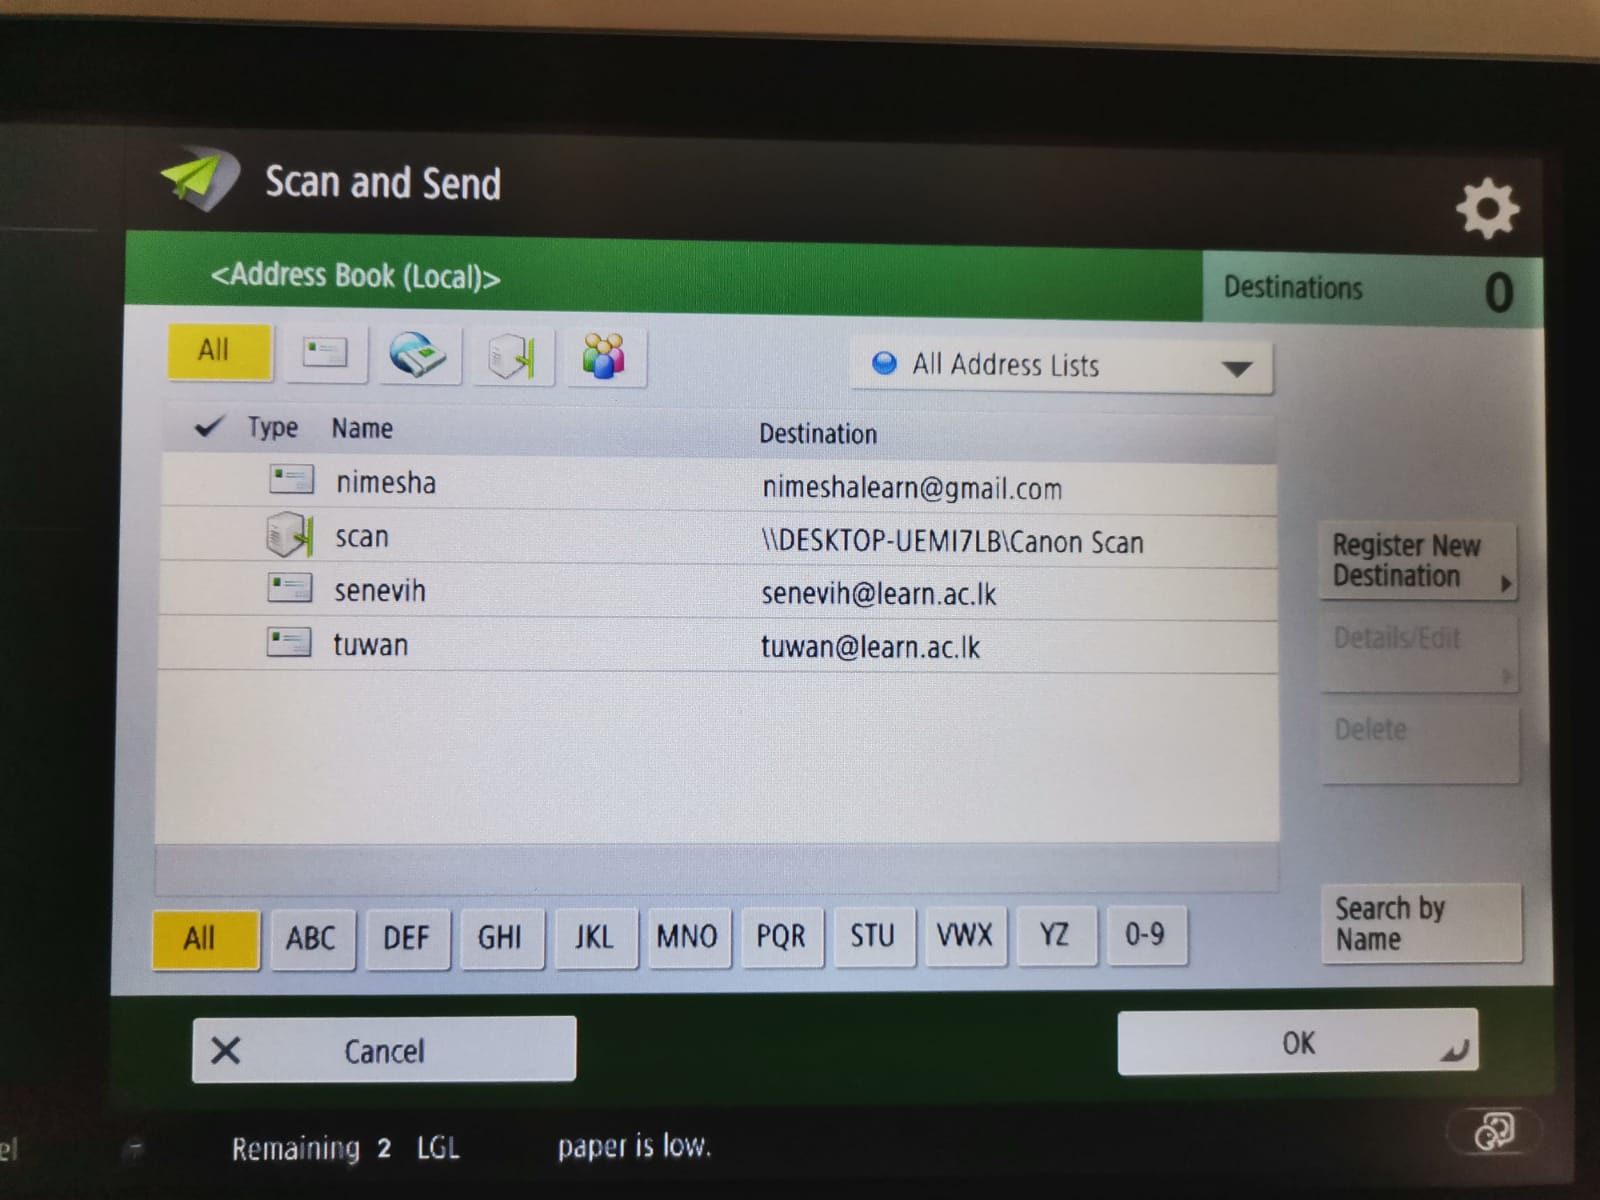 Scan and Send
<Address Book (Local)>
Destinations 0
All
All Address Lists
Type Name Destination
nimesha nimeshalearn@gmail.com
scan \\DESKTOP-UEMI7LB\Canon Scan
senevih senevih@learn.ac.lk
tuwan tuwan@learn.ac.lk
Register New
Destination
Details/Edit
Delete
Search by
Name
All ABC DEF GHI JKL MNO PQR STU VWX YZ 0-9
Cancel
OK
Remaining 2 LGL paper is low.